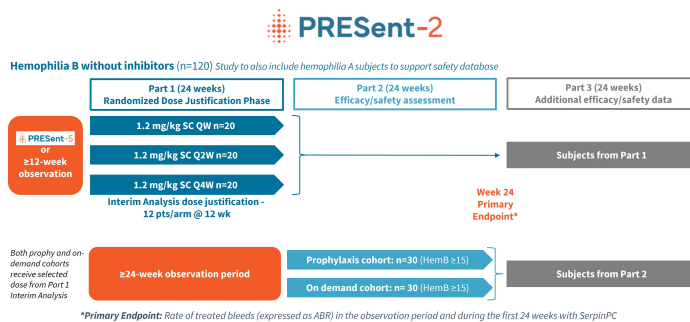 PRESent-2
Hemophilia B without inhibitors (n=120) Study to also include hemophilia A subjects to support safety database
Part 1 (24 weeks)
Randomized Dose Justification Phase
Part 2 (24 weeks)
Efficacy/safety assessment
Part 3 (24 weeks)
Additional efficacy/safety data
PRESent-5
or
≥12-week
observation
1.2 mg/kg SC QW n=20
1.2 mg/kg SC Q2W n=20
1.2 mg/kg SC Q4W n=20
Interim Analysis dose justification -
12 pts/arm @ 12 wk
Subjects from Part 1
Week 24
Primary
Endpoint*
Both prophy and on-
demand cohorts
receive selected
dose from Part 1
Interim Analysis
≥24-week observation period
Prophylaxis cohort: n=30 (HemB ≥15)
On demand cohort: n= 30 (HemB ≥15)
Subjects from Part 2
*Primary Endpoint: Rate of treated bleeds (expressed as ABR) in the observation period and during the first 24 weeks with SerpinPC